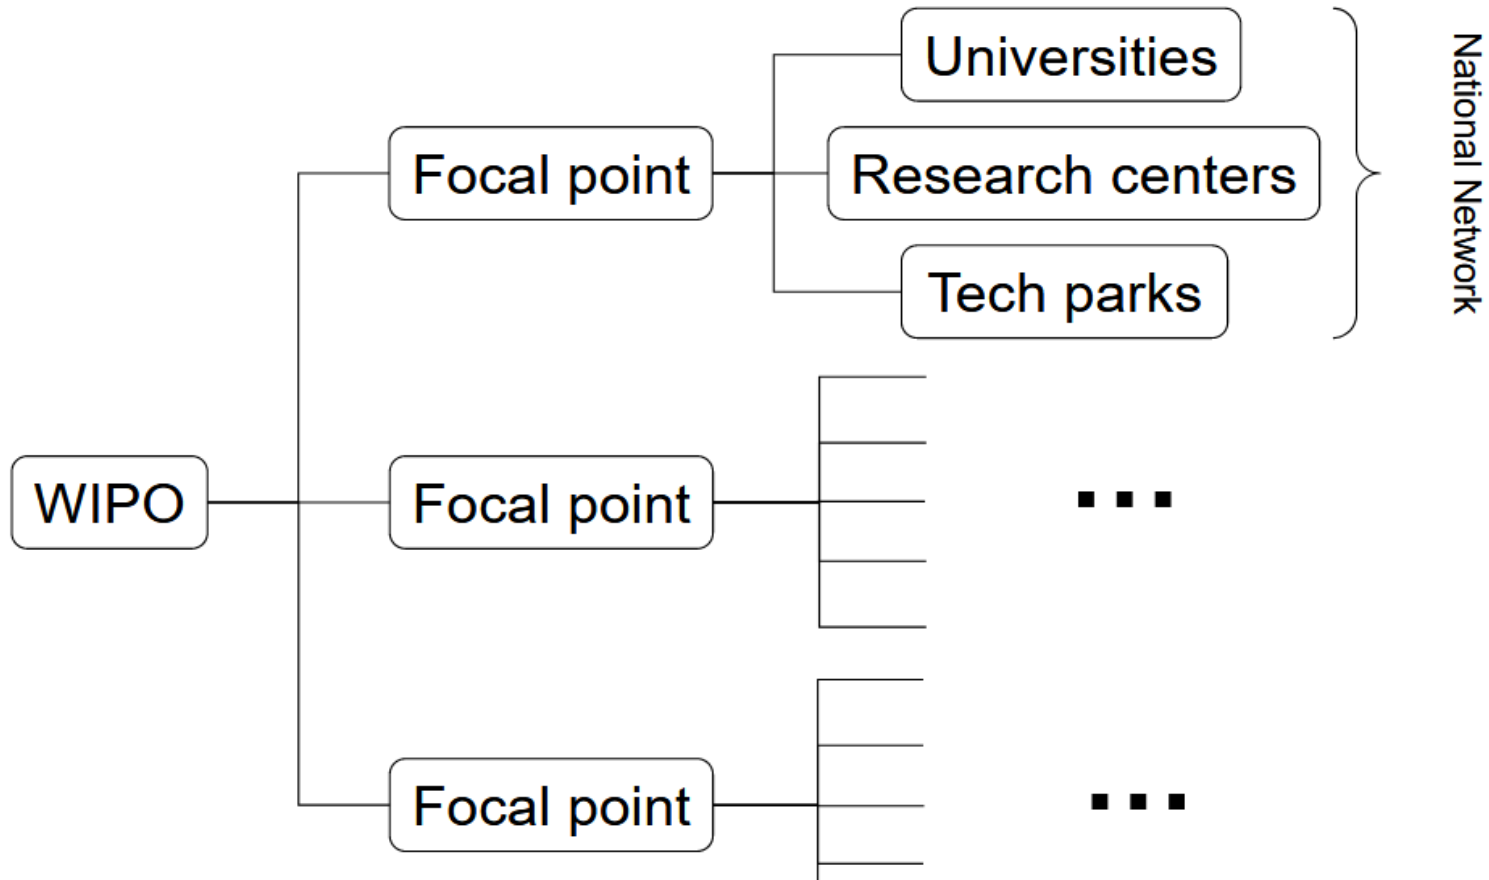 Universities
Focal point
Research centers
Tech parks
National Network
WIPO
Focal point
...
Focal point
...